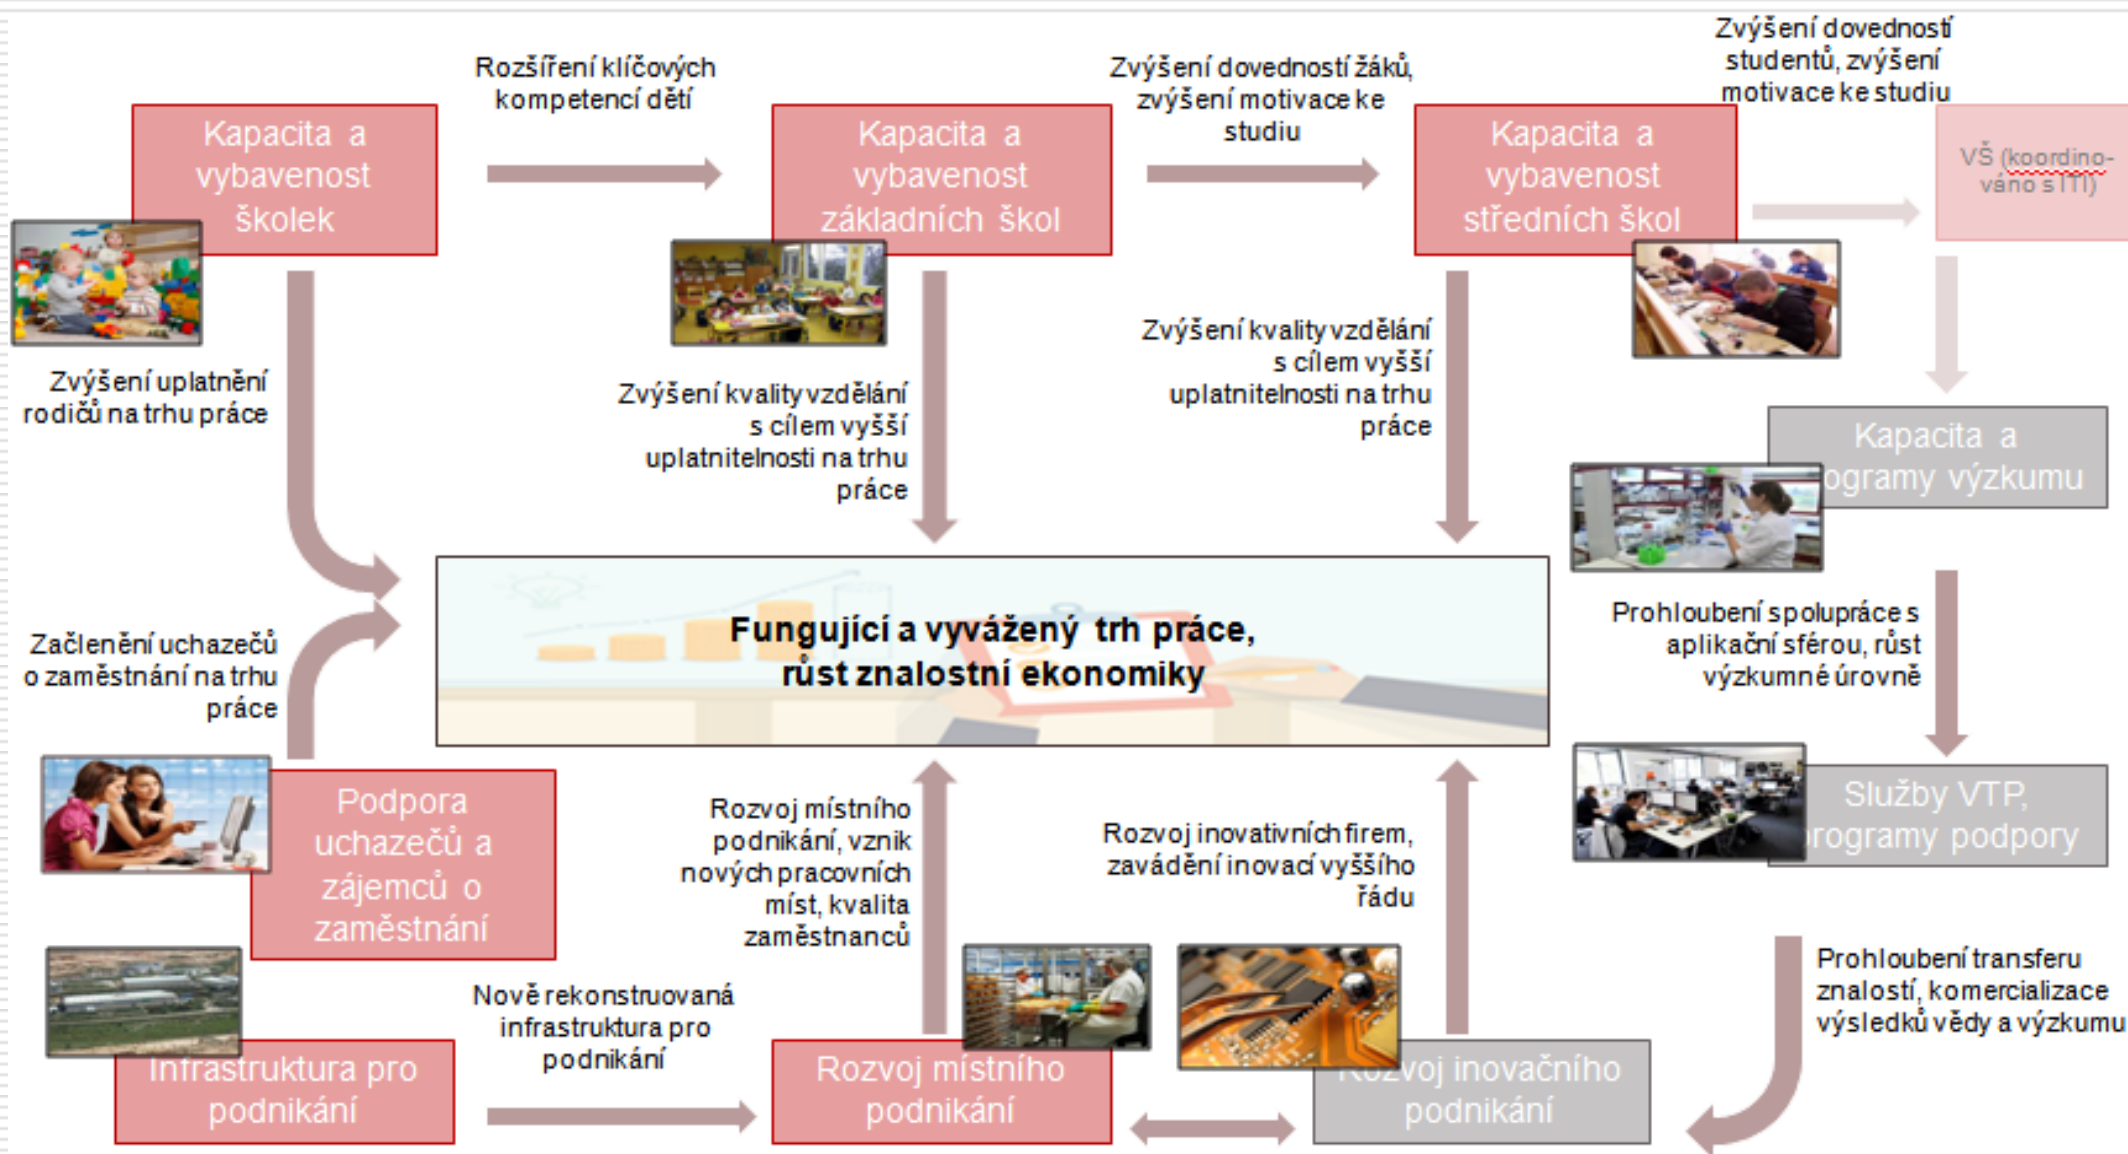 Rozšíření klíčových
kompetencí dětí
Zvýšení dovedností žáků,
zvýšení motivace ke
studiu
Zvýšení dovedností
studentů, zvýšení
motivace ke studiu
Kapacita a
vybavenost
školek
Kapacita a
vybavenost
základních škol
Kapacita a
vybavenost
středních škol
VŠ (koordino-
váno s ITI)
Zvýšení uplatnění
rodičů na trhu práce
Zvýšení kvality vzdělání
s cílem vyšší
uplatnitelnosti na trhu
práce
Zvýšení kvality vzdělání
s cílem vyšší
uplatnitelnosti na trhu
práce
Kapacita a
ogramy výzkumu
Fungující a vyvážený trh práce,
růst znalostní ekonomiky
Začlenění uchazečů
o zaměstnání na trhu
práce
Prohloubení spolupráce s
aplikační sférou, růst
výzkumné úrovně
Podpora
uchazečů a
zájemců o
zaměstnání
Rozvoj místního
podnikání, vznik
nových pracovních
míst, kvalita
zaměstnanců
Rozvoj inovativních firem,
zavádění inovací vyššího
řádu
Služby VTP,
programy podpory
Nově rekonstruovaná
infrastruktura pro
podnikání
Prohloubení transferu
znalostí, komercializace
výsledků vědy a výzkumu
Infrastruktura pro
podnikání
Rozvoj místního
podnikání
Rozvoj inovačního
podnikání